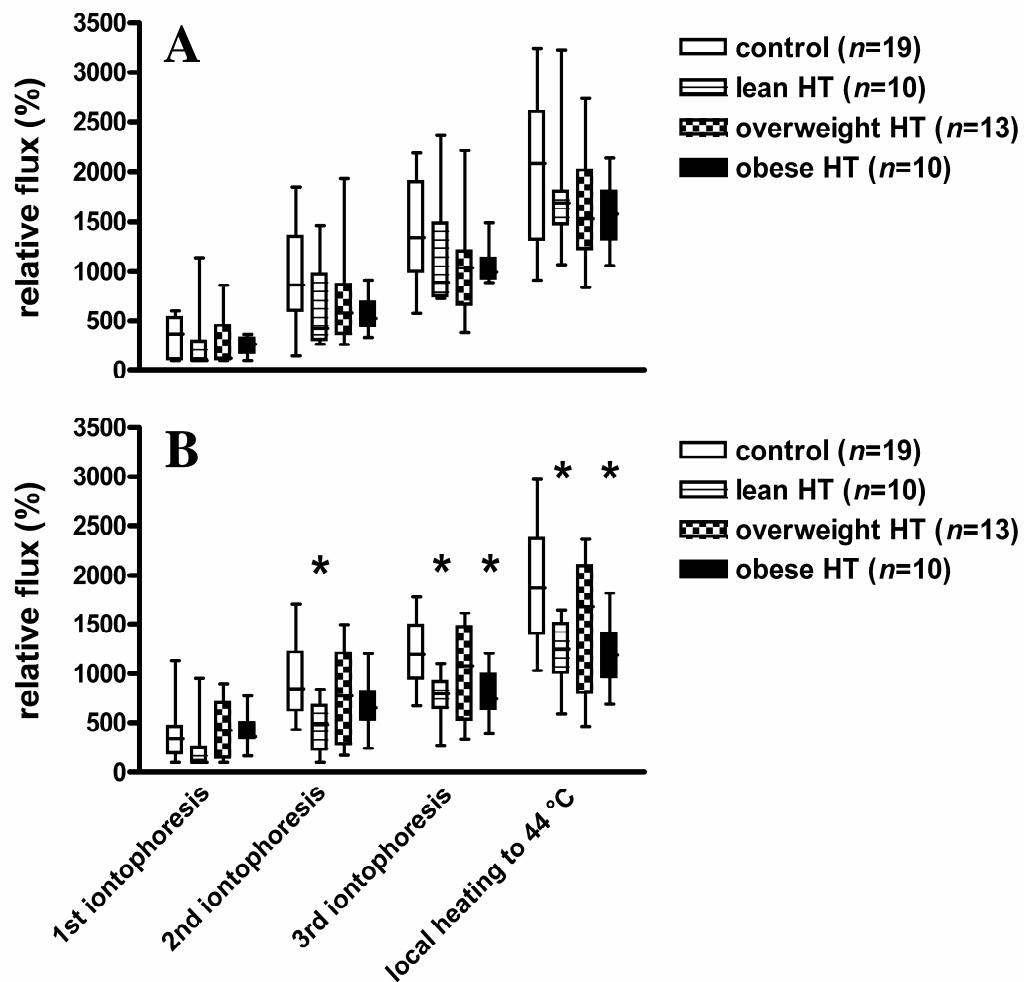 A
relative flux (%)
3500
3000
2500
2000
1500
1000
500
0
control (n=19)
lean HT (n=10)
overweight HT (n=13)
obese HT (n=10)
B
relative flux (%)
3500
3000
2500
2000
1500
1000
500
0
* * * * *
control (n=19)
lean HT (n=10)
overweight HT (n=13)
obese HT (n=10)
1st iontophoresis
2nd iontophoresis
3rd iontophoresis
local heating to 44 °C